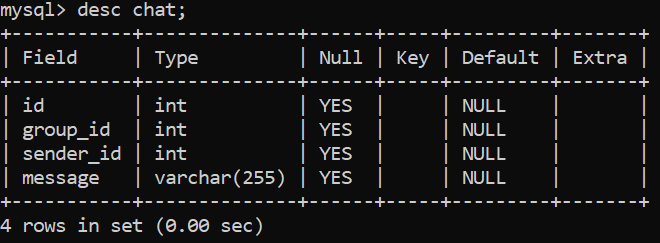 mysql> desc chat;
+-----------+--------------+------+-----+---------+-------+
| Field     | Type         | Null | Key | Default | Extra |
+-----------+--------------+------+-----+---------+-------+
| id        | int          | YES  |     | NULL    |       |
| group_id  | int          | YES  |     | NULL    |       |
| sender_id | int          | YES  |     | NULL    |       |
| message   | varchar(255) | YES  |     | NULL    |       |
+-----------+--------------+------+-----+---------+-------+
4 rows in set (0.00 sec)